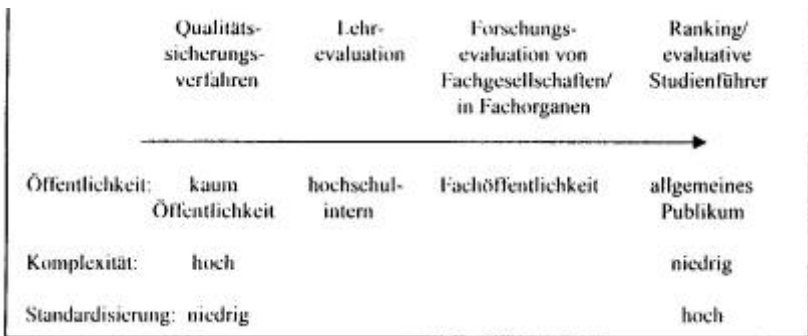 Qualitäts- Lehr- Forschungs- Ranking/
sicherungs- evaluation evaluation von evaluative
verfahren Fachgesellschaften/ Studienführer
in Fachorganen
Öffentlichkeit: kaum hochschul- Fachöffentlichkeit allgemeines
Öffentlichkeit intern Publikum
Komplexität: hoch niedrig
Standardisierung: niedrig hoch